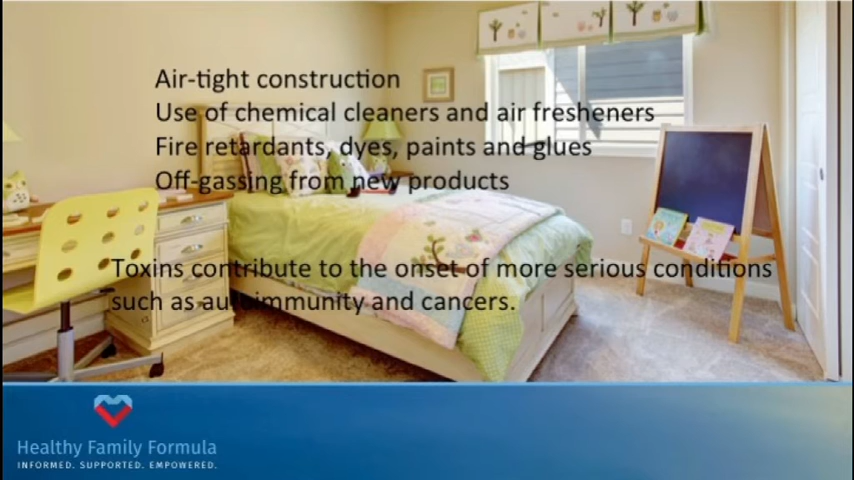 Air-tight construction
Use of chemical cleaners and air fresheners
Fire retardants, dyes, paints and glues
Off-gassing from new products
Toxins contribute to the onset of more serious conditions
such as autoimmunity and cancers.
Healthy Family Formula
INFORMED. SUPPORTED. EMPOWERED.